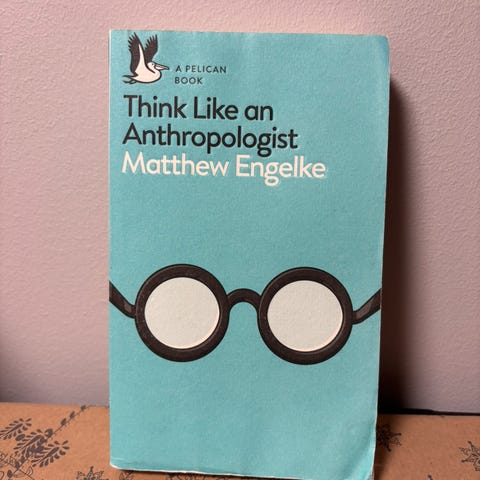 A PELICAN
BOOK
Think Like an
Anthropologist
Matthew Engelke